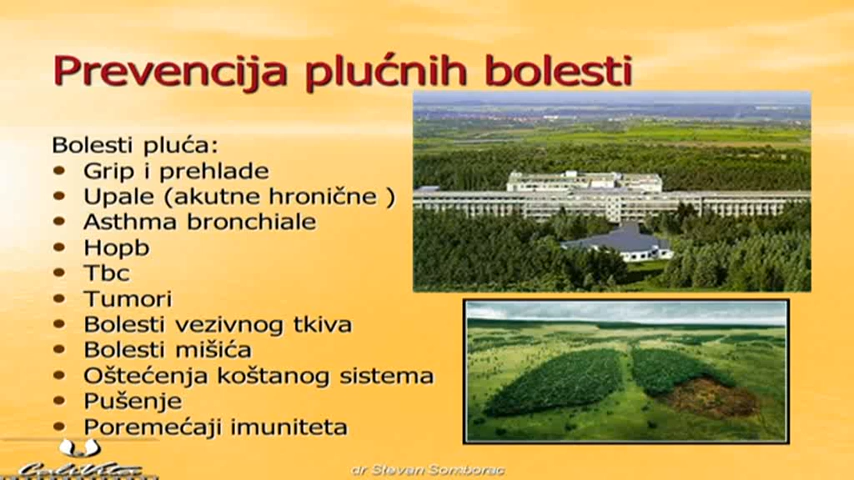 Prevencija plućnih bolesti
Bolesti pluća:
Grip i prehlade
Upale (akutne hronične )
Asthma bronchiale
Hopb
Tbc
Tumori
Bolesti vezivnog tkiva
Bolesti mišića
Oštećenja koštanog sistema
Pušenje
Poremećaji imuniteta
CaliVita
dr Stevan Somborac